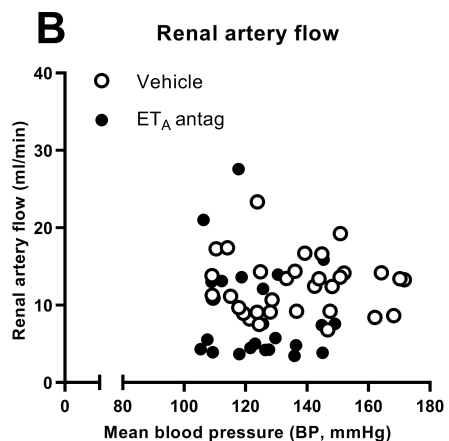 B
Renal artery flow
Vehicle
ETA antag
Renal artery flow (ml/min)
40
30
20
10
0
0 80 100 120 140 160 180
Mean blood pressure (BP, mmHg)